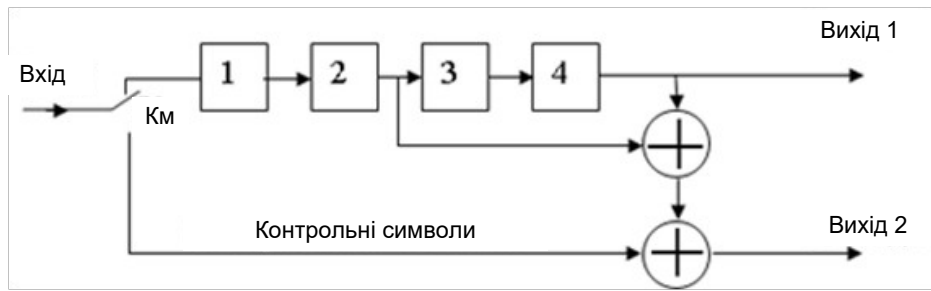 Вихід 1
Вхід
1 2 3 4
Км
Контрольні символи
Вихід 2